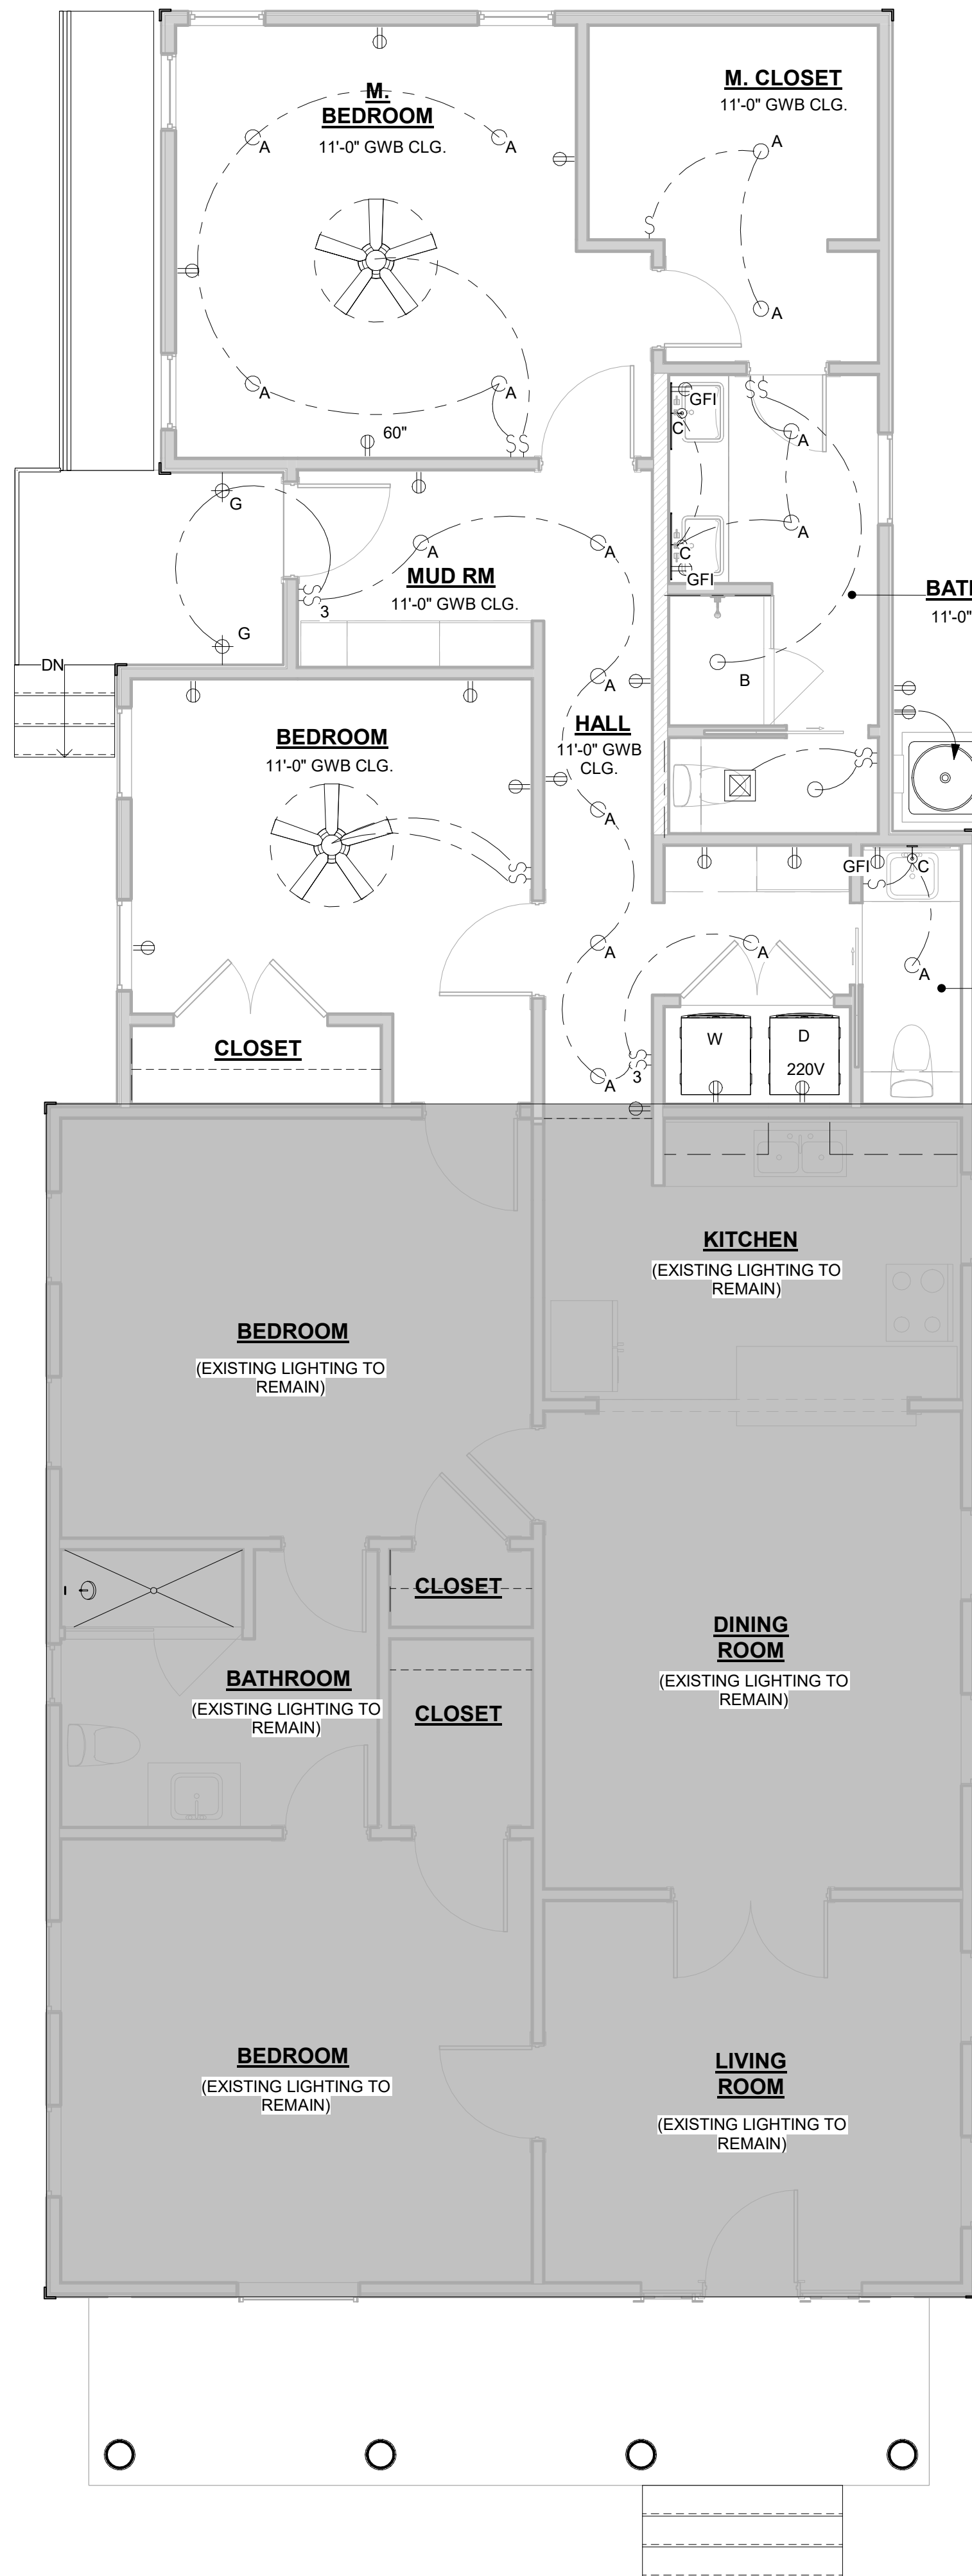 M.
BEDROOM
11'-0" GWB CLG.
M. CLOSET
11'-0" GWB CLG.
A
A
A
A
A
A
60"
GFI
C
A
A
C
GFI
G
G
3
A
A
MUD RM
11'-0" GWB CLG.
BAT
11'-0"
DN
A
B
BEDROOM
11'-0" GWB CLG.
HALL
11'-0" GWB
CLG.
A
A
A
GFI
C
A
A
3
W
D
220V
CLOSET
KITCHEN
(EXISTING LIGHTING TO
REMAIN)
BEDROOM
(EXISTING LIGHTING TO
REMAIN)
CLOSET
DINING
ROOM
(EXISTING LIGHTING TO
REMAIN)
BATHROOM
(EXISTING LIGHTING TO
REMAIN)
CLOSET
BEDROOM
(EXISTING LIGHTING TO
REMAIN)
LIVING
ROOM
(EXISTING LIGHTING TO
REMAIN)